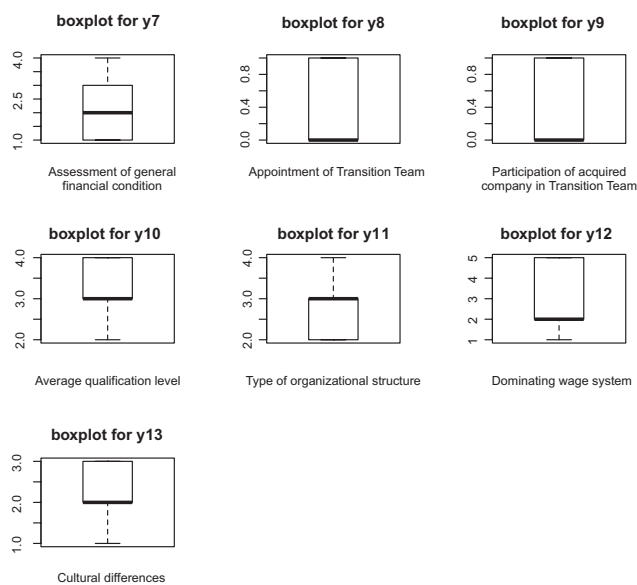 boxplot for y7
4.0
2.5
1.0
Assessment of general
financial condition
boxplot for y8
0.8
0.4
0.0
Appointment of Transition Team
boxplot for y9
0.8
0.4
0.0
Participation of acquired
company in Transition Team
boxplot for y10
4.0
3.0
2.0
Average qualification level
boxplot for y11
4.0
3.0
2.0
Type of organizational structure
boxplot for y12
5
4
3
2
1
Dominating wage system
boxplot for y13
3.0
2.0
1.0
Cultural differences